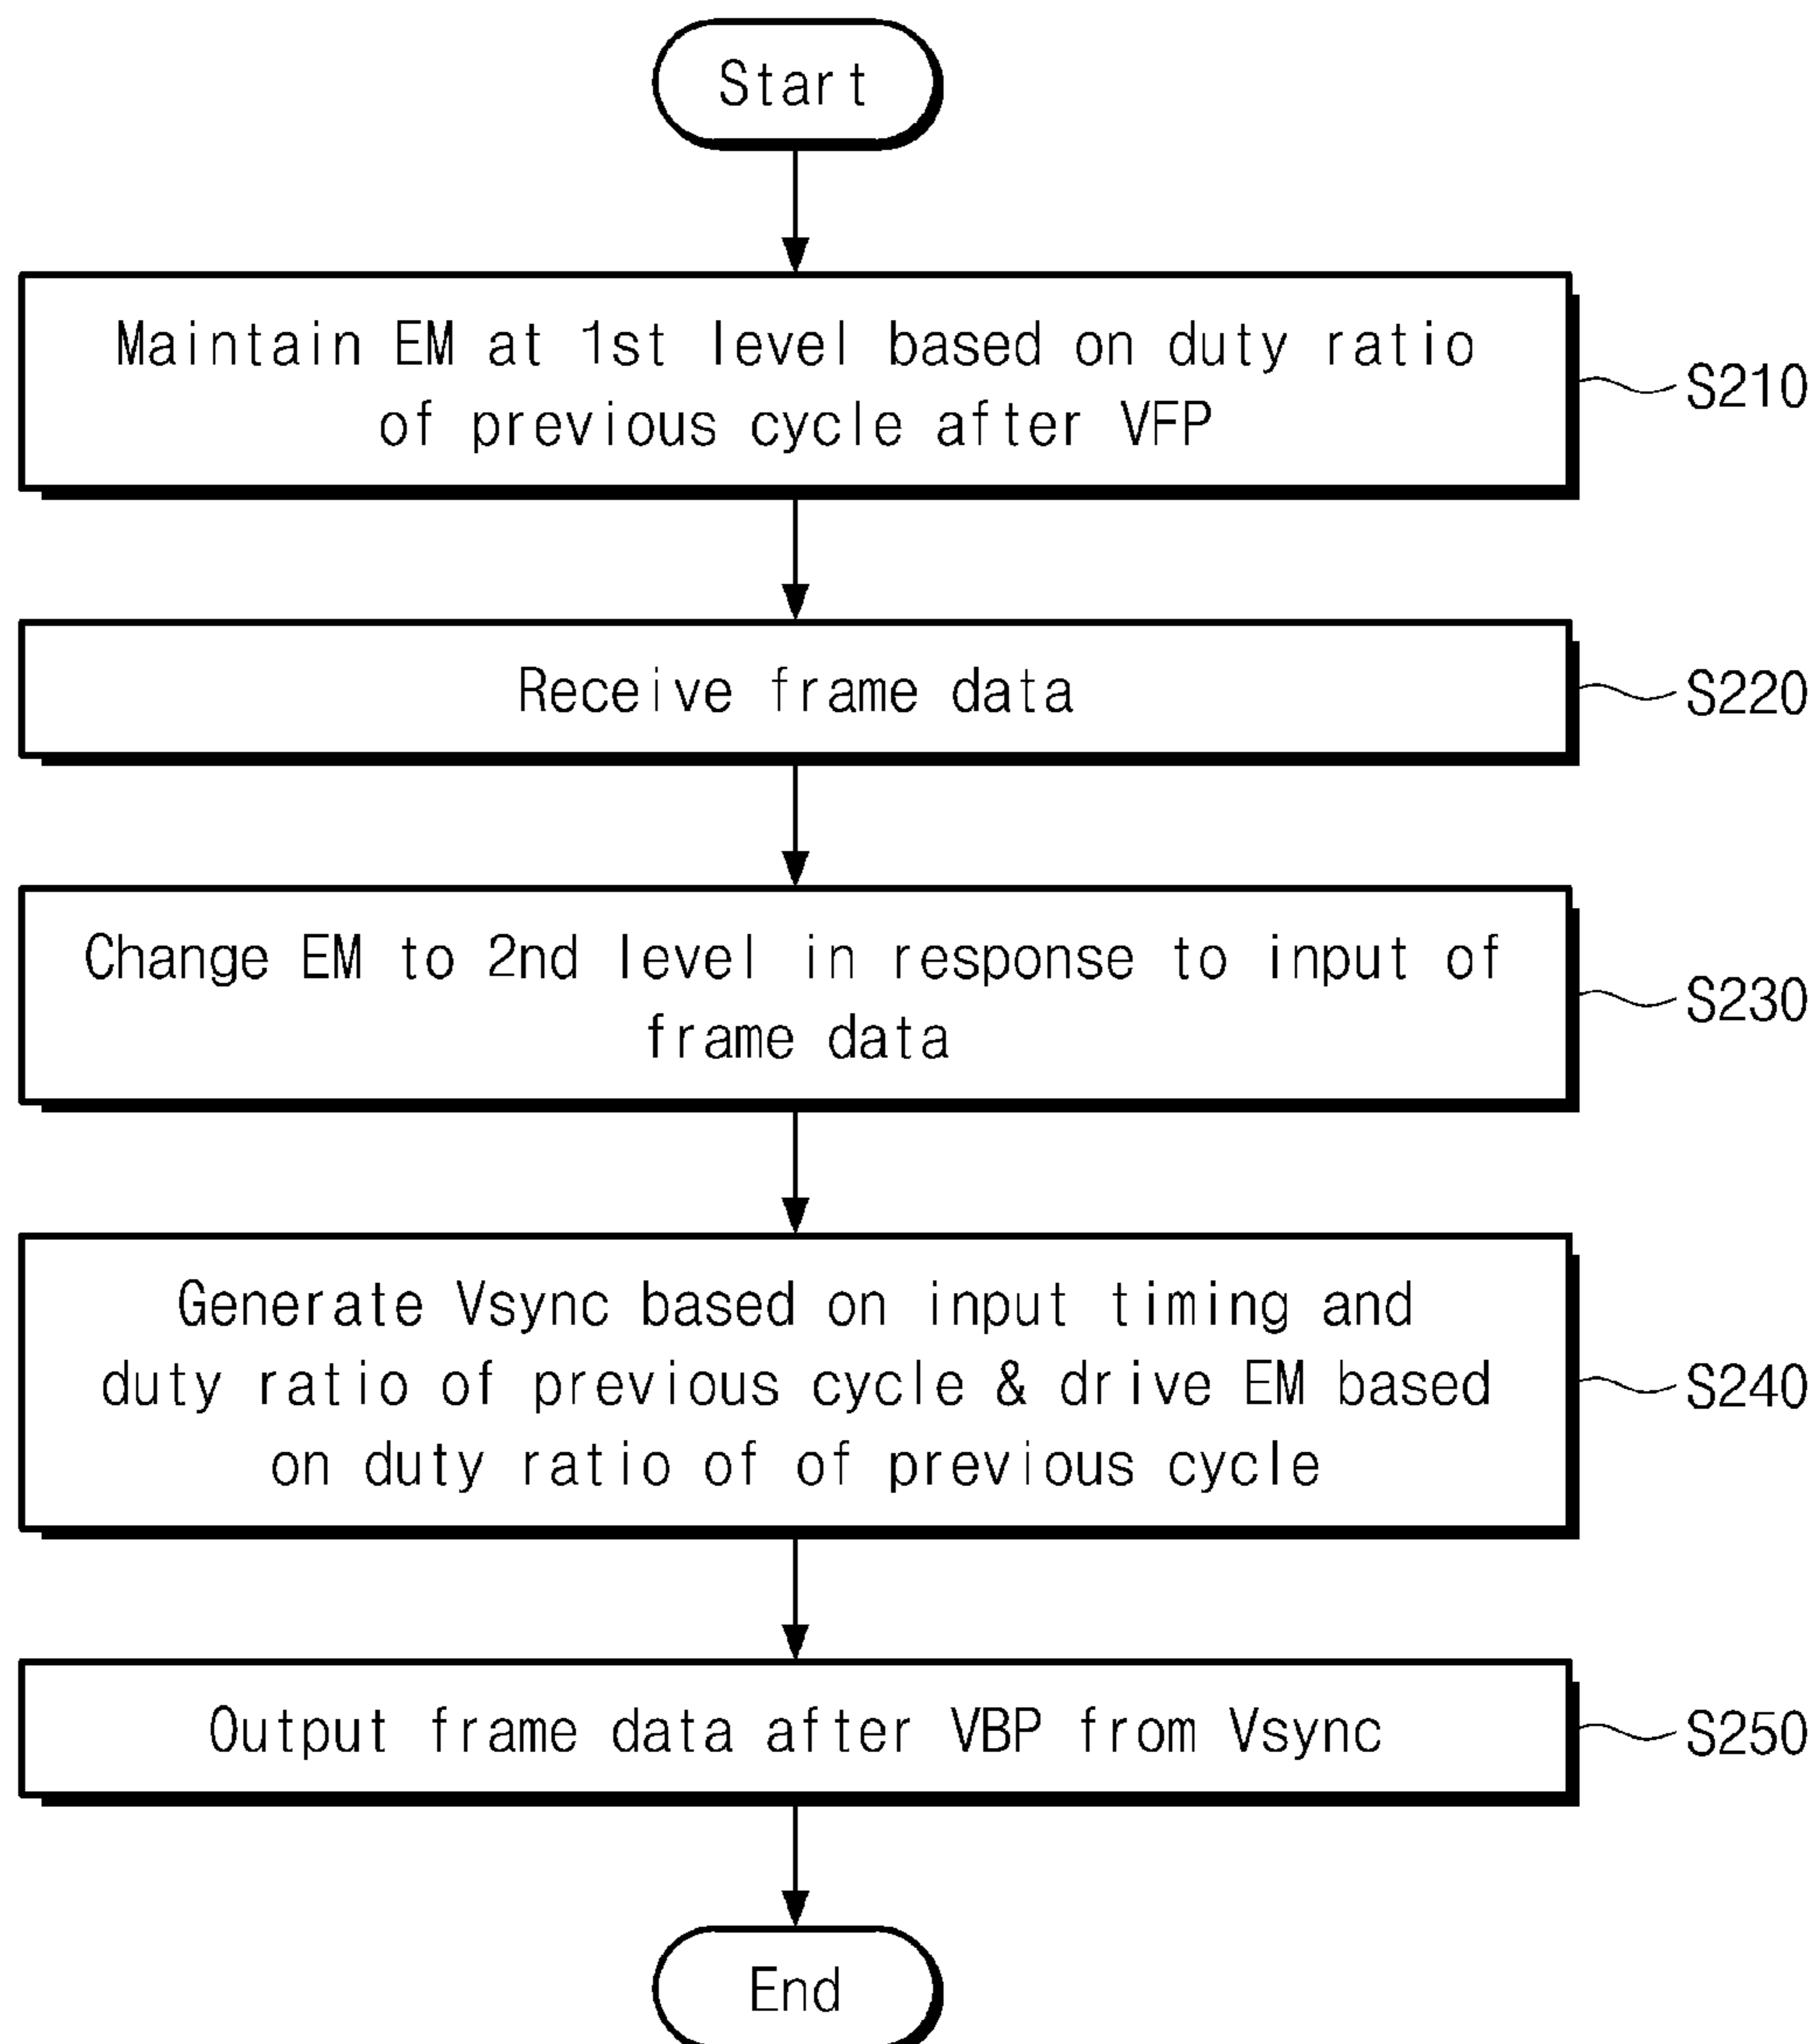 Start
Maintain EM at 1st level based on duty ratio
of previous cycle after VFP
S210
Receive frame data
S220
Change EM to 2nd level in response to input of
frame data
S230
Generate Vsync based on input timing and
duty ratio of previous cycle & drive EM based
on duty ratio of of previous cycle
S240
Output frame data after VBP from Vsync
S250
End